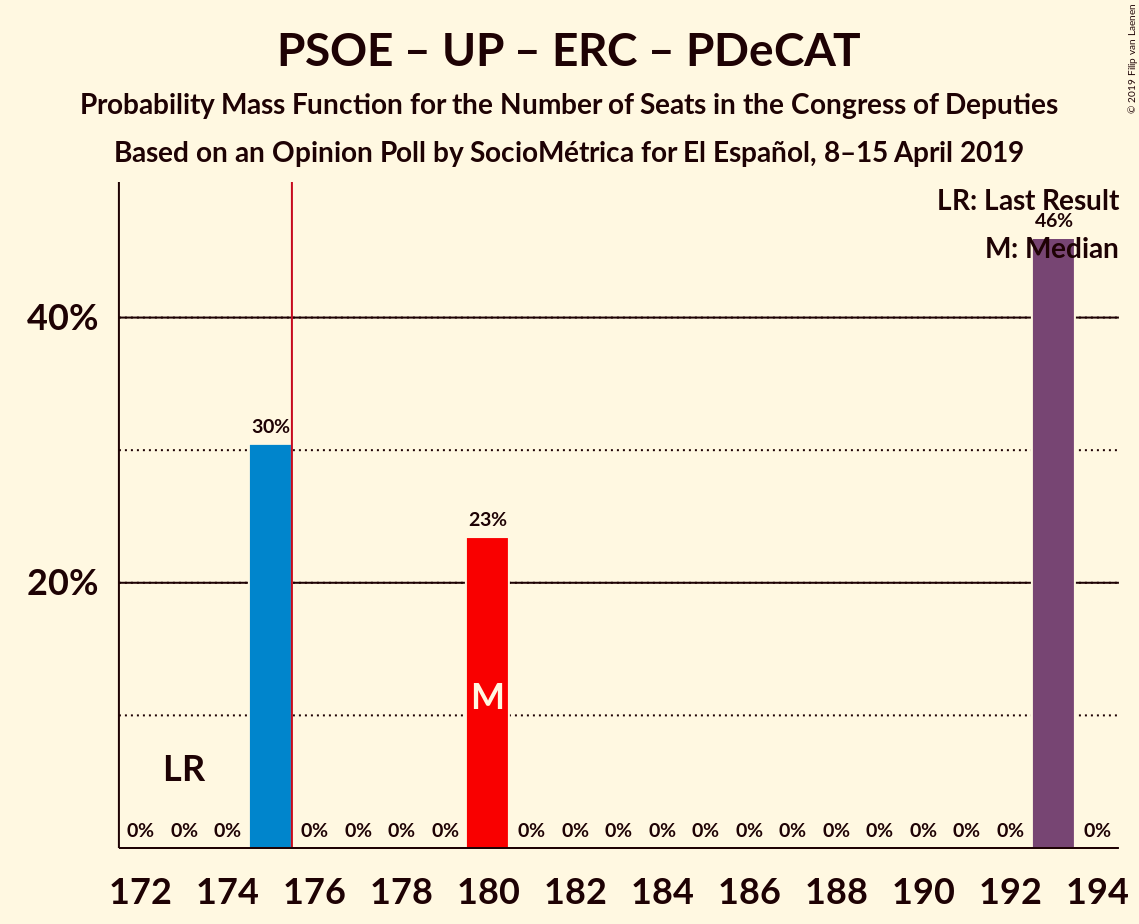 PSOE – UP – ERC – PDeCAT
Probability Mass Function for the Number of Seats in the Congress of Deputies
Based on an Opinion Poll by SocioMétrica for El Español, 8–15 April 2019
© 2019 Filip van Laenen
LR: Last Result
46%
M: Median
40%
30%
23%
20%
M
LR
0% 0% 0% 0% 0% 0% 0% 0% 0% 0% 0% 0% 0% 0% 0% 0% 0% 0% 0% 0%
172 174 176 178 180 182 184 186 188 190 192 194